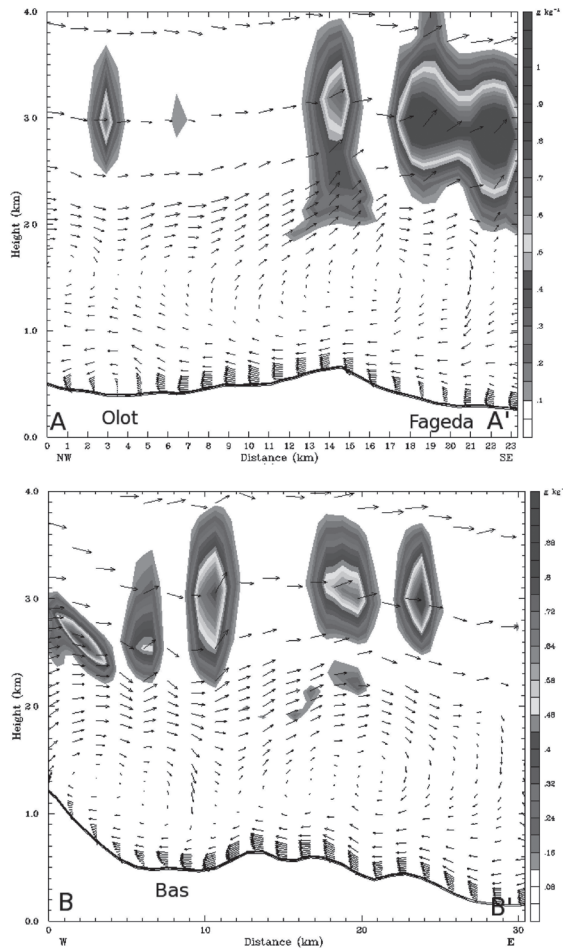 g kg⁻¹
4.0
3.0
2.0
1.0
0.0
Height (km)
1
.9
.8
.7
.6
.5
.4
.3
.2
.1
A
Olot
Fageda
A'
0 1 2 3 4 5 6 7 8 9 10 11 12 13 14 15 16 17 18 19 20 21 22 23
NW
Distance (km)
SE
g kg⁻¹
4.0
3.0
2.0
1.0
0.0
Height (km)
.88
.8
.72
.64
.56
.48
.4
.32
.24
.16
.08
B
Bas
B'
0 10 20 30
W
Distance (km)
E